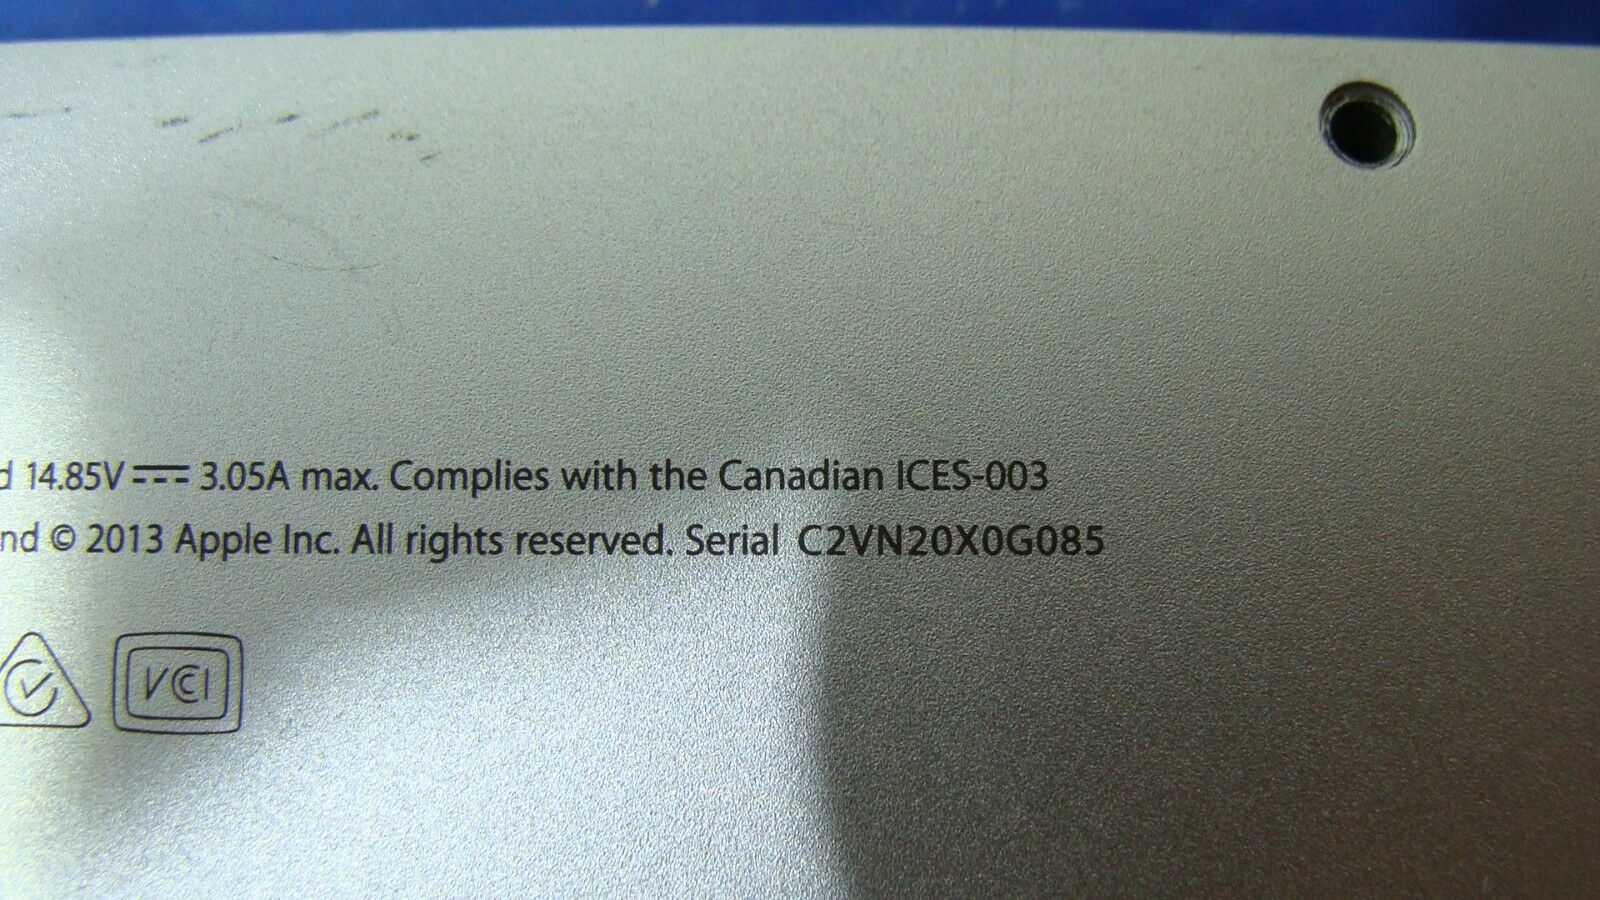 14.85V ⎓ 3.05A max. Complies with the Canadian ICES-003
© 2013 Apple Inc. All rights reserved. Serial C2VN20X0G085
VCI